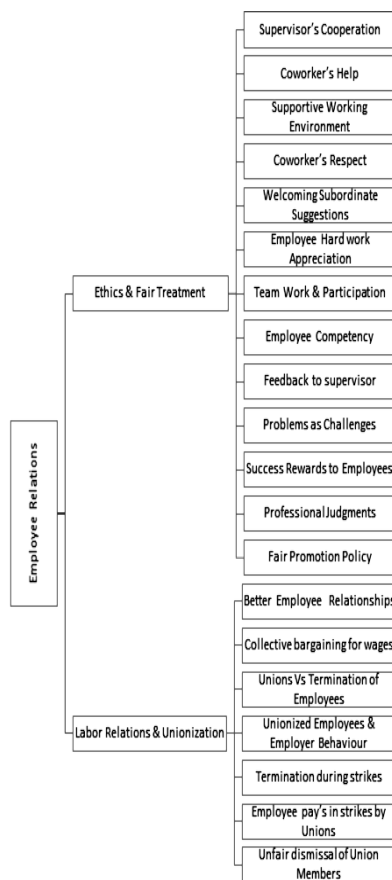 Employee Relations
Ethics & Fair Treatment
Supervisor's Cooperation
Coworker's Help
Supportive Working
Environment
Coworker's Respect
Welcoming Subordinate
Suggestions
Employee Hard work
Appreciation
Team Work & Participation
Employee Competency
Feedback to supervisor
Problems as Challenges
Success Rewards to Employees
Professional Judgments
Fair Promotion Policy
Labor Relations & Unionization
Better Employee Relationships
Collective bargaining for wages
Unions Vs Termination of
Employees
Unionized Employees &
Employer Behaviour
Termination during strikes
Employee pay's in strikes by
Unions
Unfair dismissal of Union
Members